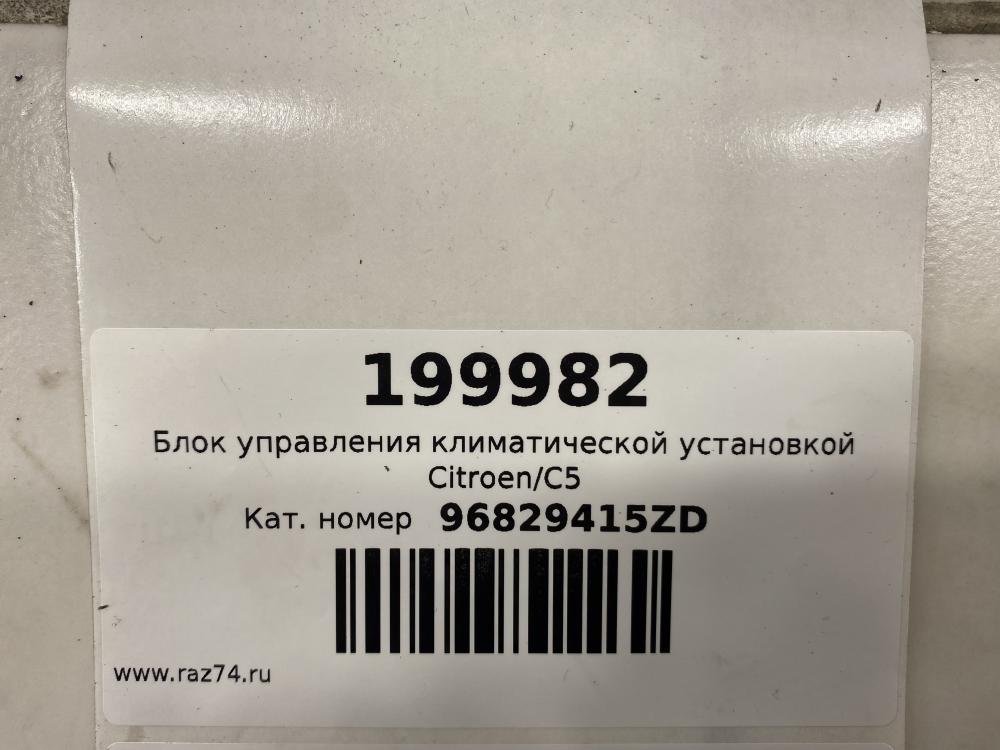 199982
Блок управления климатической установкой
Citroen/C5
Кат. номер 96829415ZD
www.raz74.ru